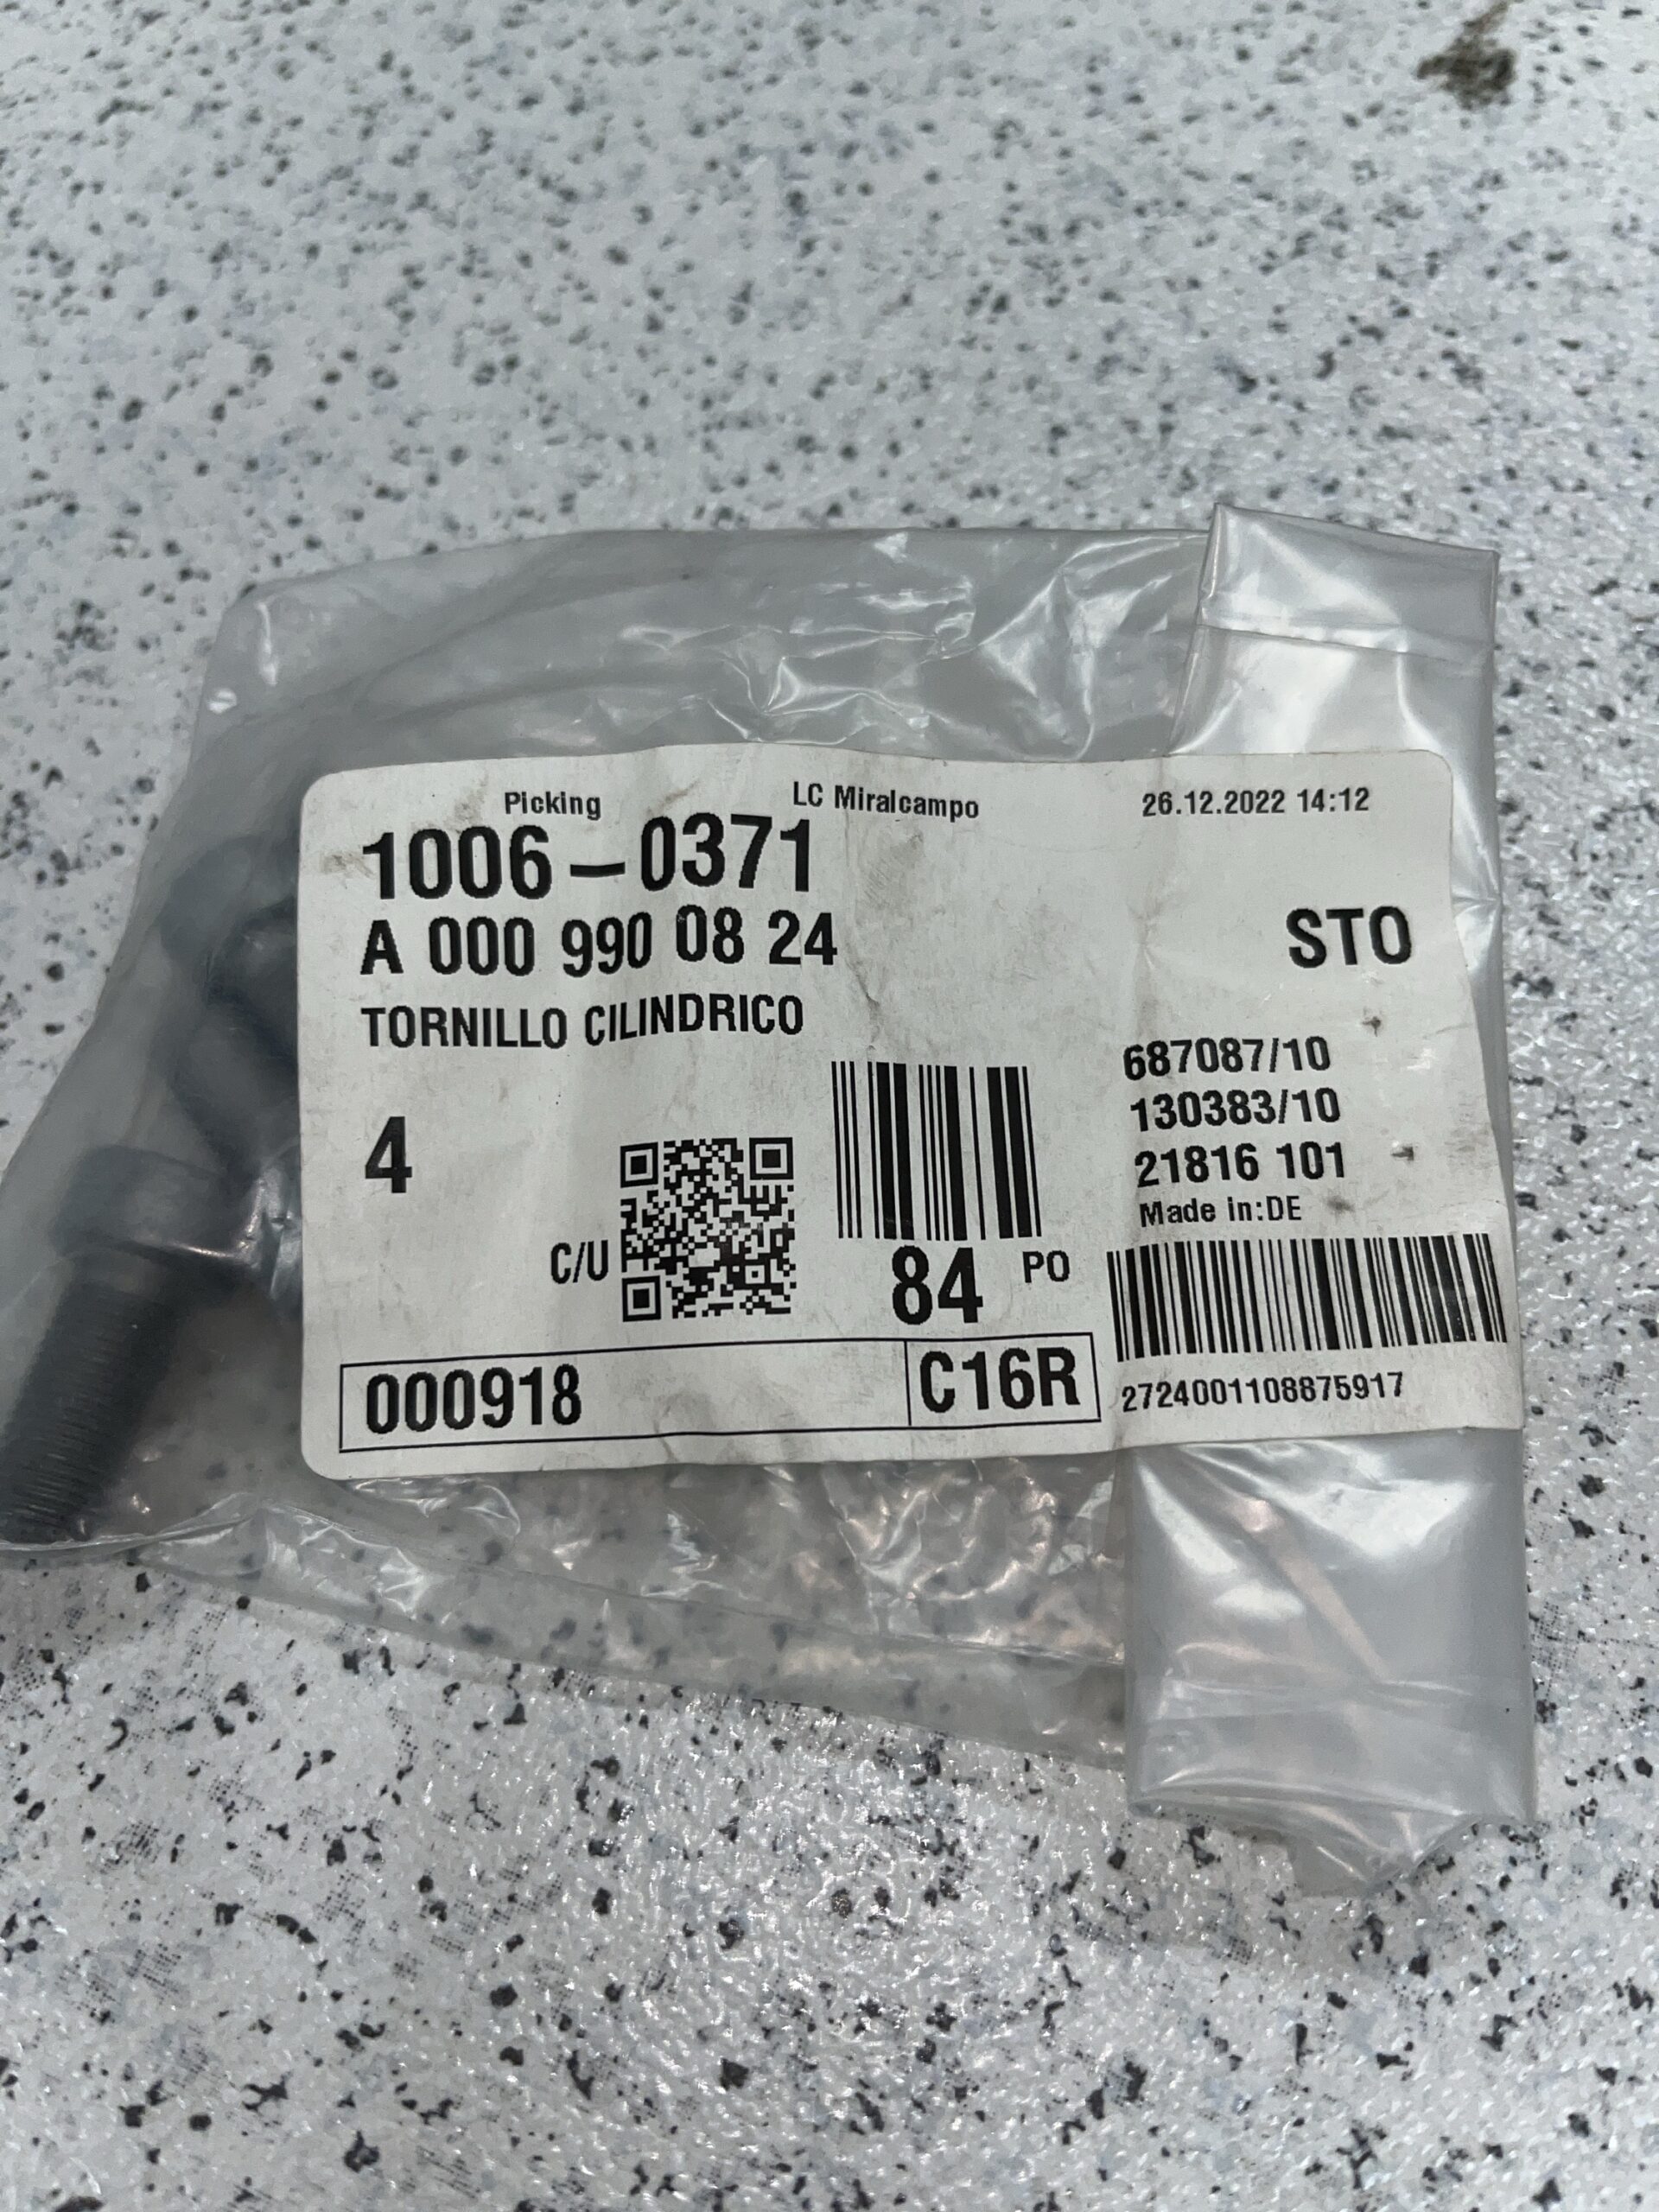 Picking LC Miralcampo 26.12.2022 14:12
1006-0371
A 000 990 08 24
STO
TORNILLO CILINDRICO
687087/10
130383/10
4
21816 101
Made in:DE
C/U
84 PO
000918 C16R
2724001108875917